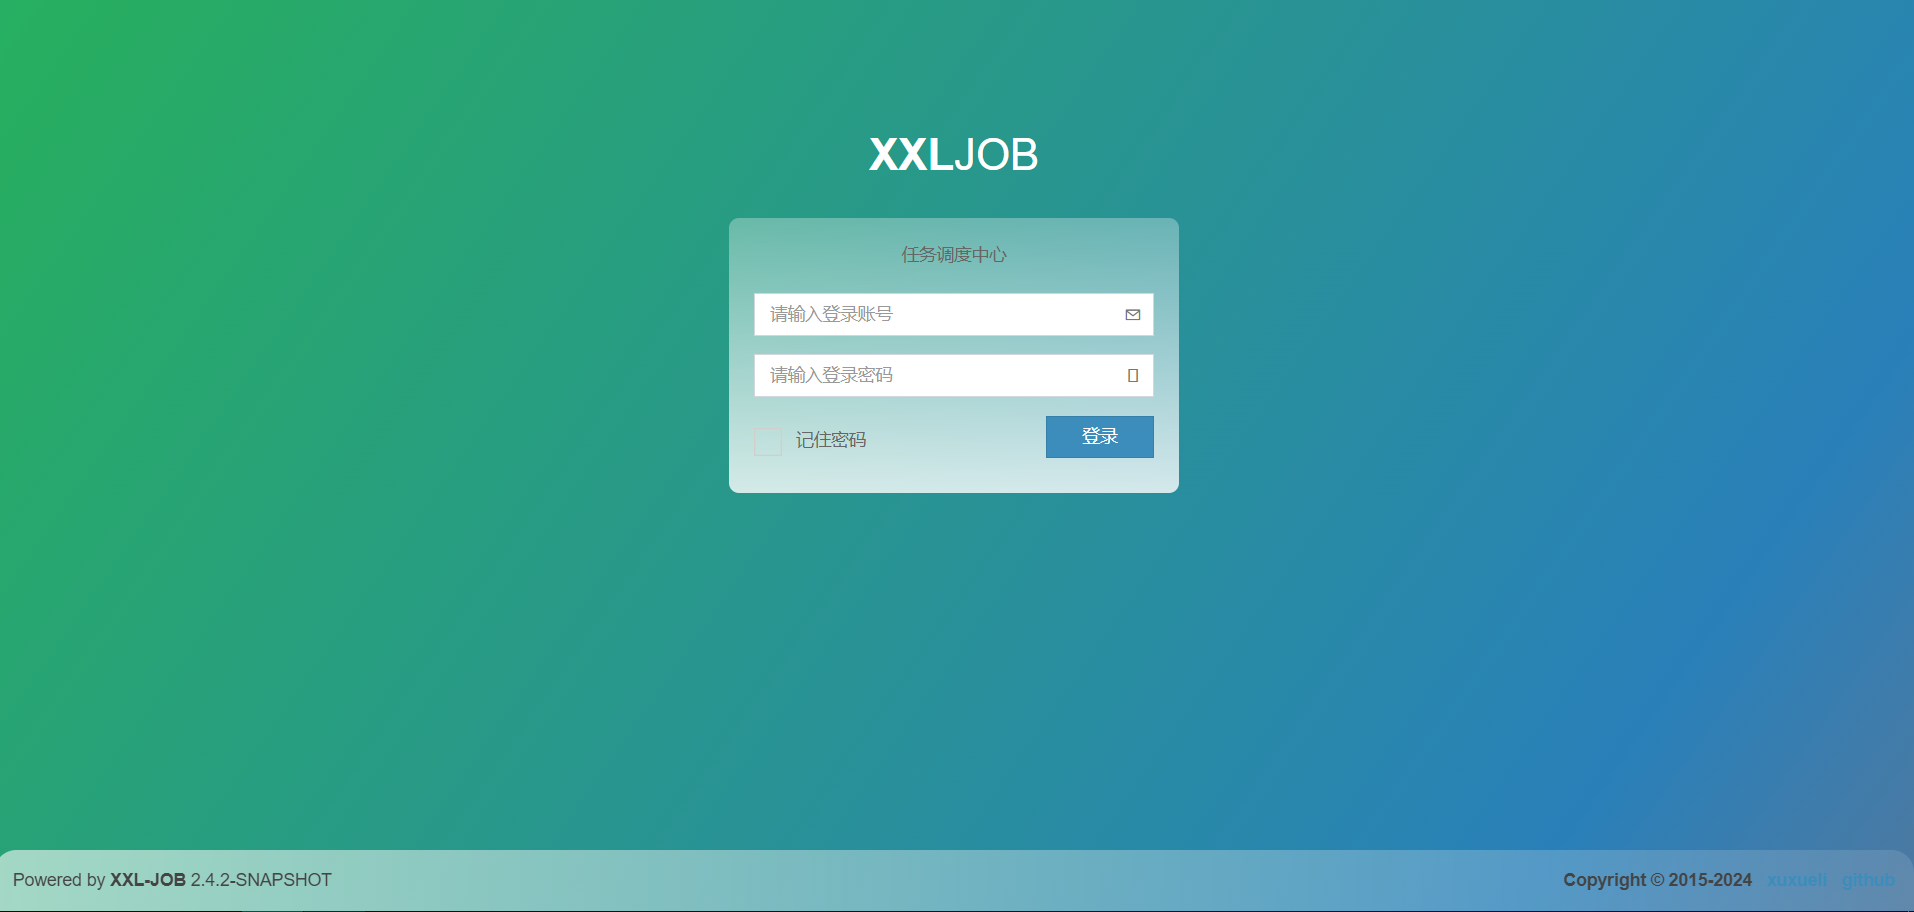 XXLJOB
任务调度中心
请输入登录账号
请输入登录密码
记住密码
登录
Powered by XXL-JOB 2.4.2-SNAPSHOT
Copyright © 2015-2024 xuxueli github